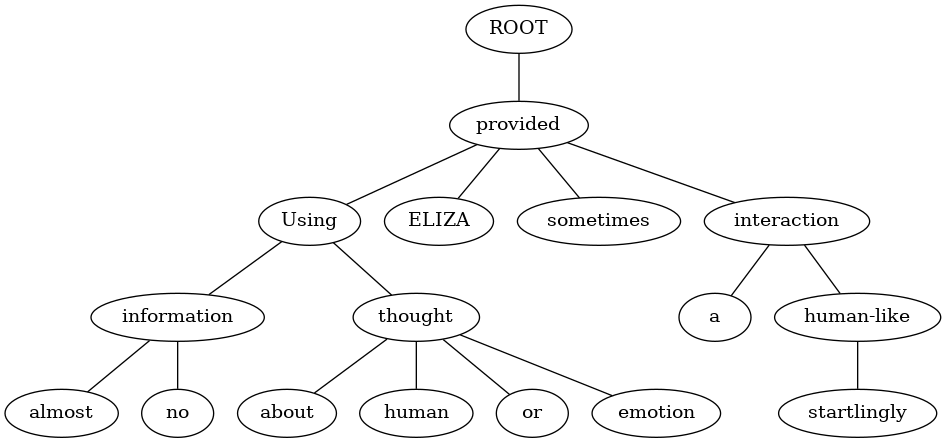 ROOT
provided
Using ELIZA sometimes interaction
information thought a human-like
almost no about human or emotion startlingly